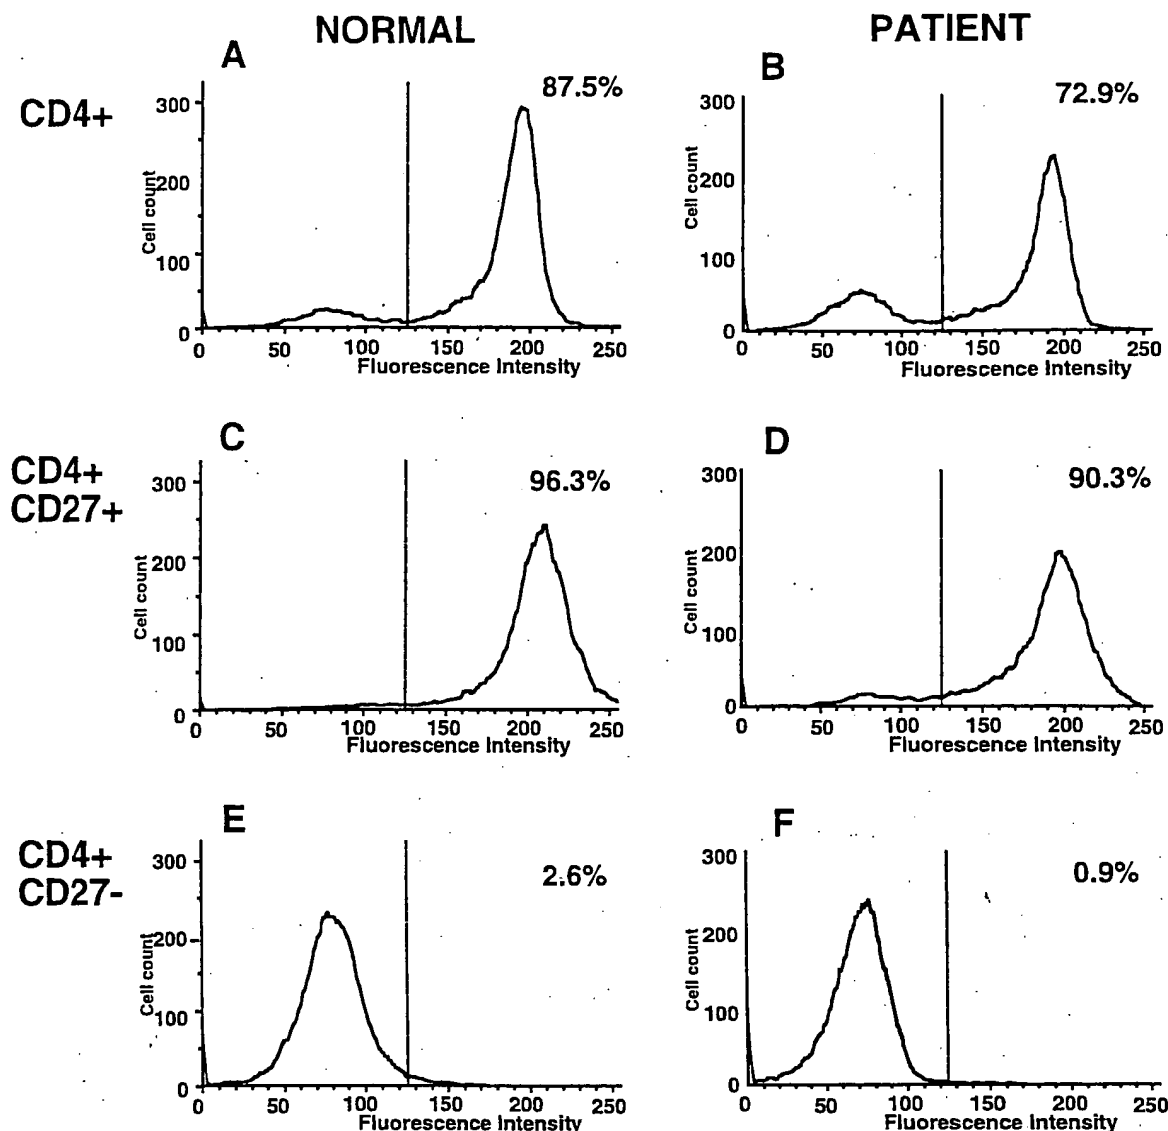 NORMAL
PATIENT
CD4+
A
87.5%
300
200
100
0
Cell count
0 50 100 150 200 250
Fluorescence Intensity
B
72.9%
300
200
100
0
Cell count
0 50 100 150 200 250
Fluorescence Intensity
CD4+
CD27+
C
96.3%
300
200
100
0
Cell count
0 50 100 150 200 250
Fluorescence Intensity
D
90.3%
300
200
100
0
Cell count
0 50 100 150 200 250
Fluorescence Intensity
CD4+
CD27-
E
2.6%
300
200
100
0
Cell count
0 50 100 150 200 250
Fluorescence Intensity
F
0.9%
300
200
100
0
Cell count
0 50 100 150 200 250
Fluorescence Intensity